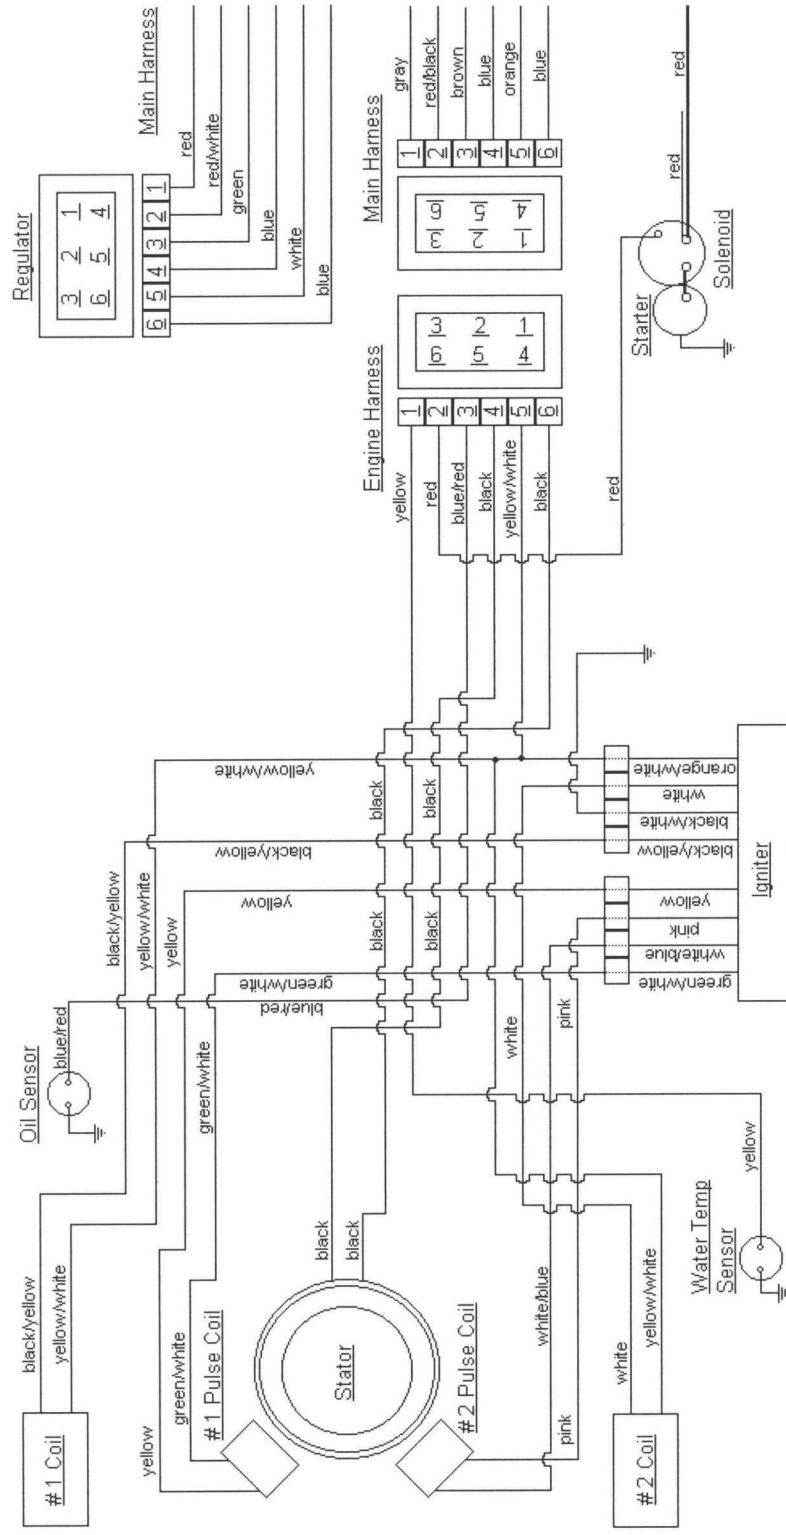 Regulator
3 2 1
6 5 4
6 5 4 3 2 1
Main Harness
red
red/white
green
blue
white
blue
Engine Harness
Main Harness
1
2
3
4
5
6
3 2 1
6 5 4
3 2 1
6 5 4
1
2
3
4
5
6
gray
red/black
brown
blue
orange
blue
yellow
red
blue/red
black
yellow/white
black
red
Starter
Solenoid
red
red
Oil Sensor
blue/red
black/yellow
yellow/white
yellow
green/white
yellow/white
black/yellow
yellow
green/white
blue/red
black
black
black
black
#1 Coil
black/yellow
yellow/white
yellow
green/white
#1 Pulse Coil
black
black
Stator
#2 Pulse Coil
white/blue
pink
white
pink
#2 Coil
white
yellow/white
Water Temp
Sensor
yellow
green/white
white/blue
pink
yellow
black/yellow
black/white
white
orange/white
Igniter